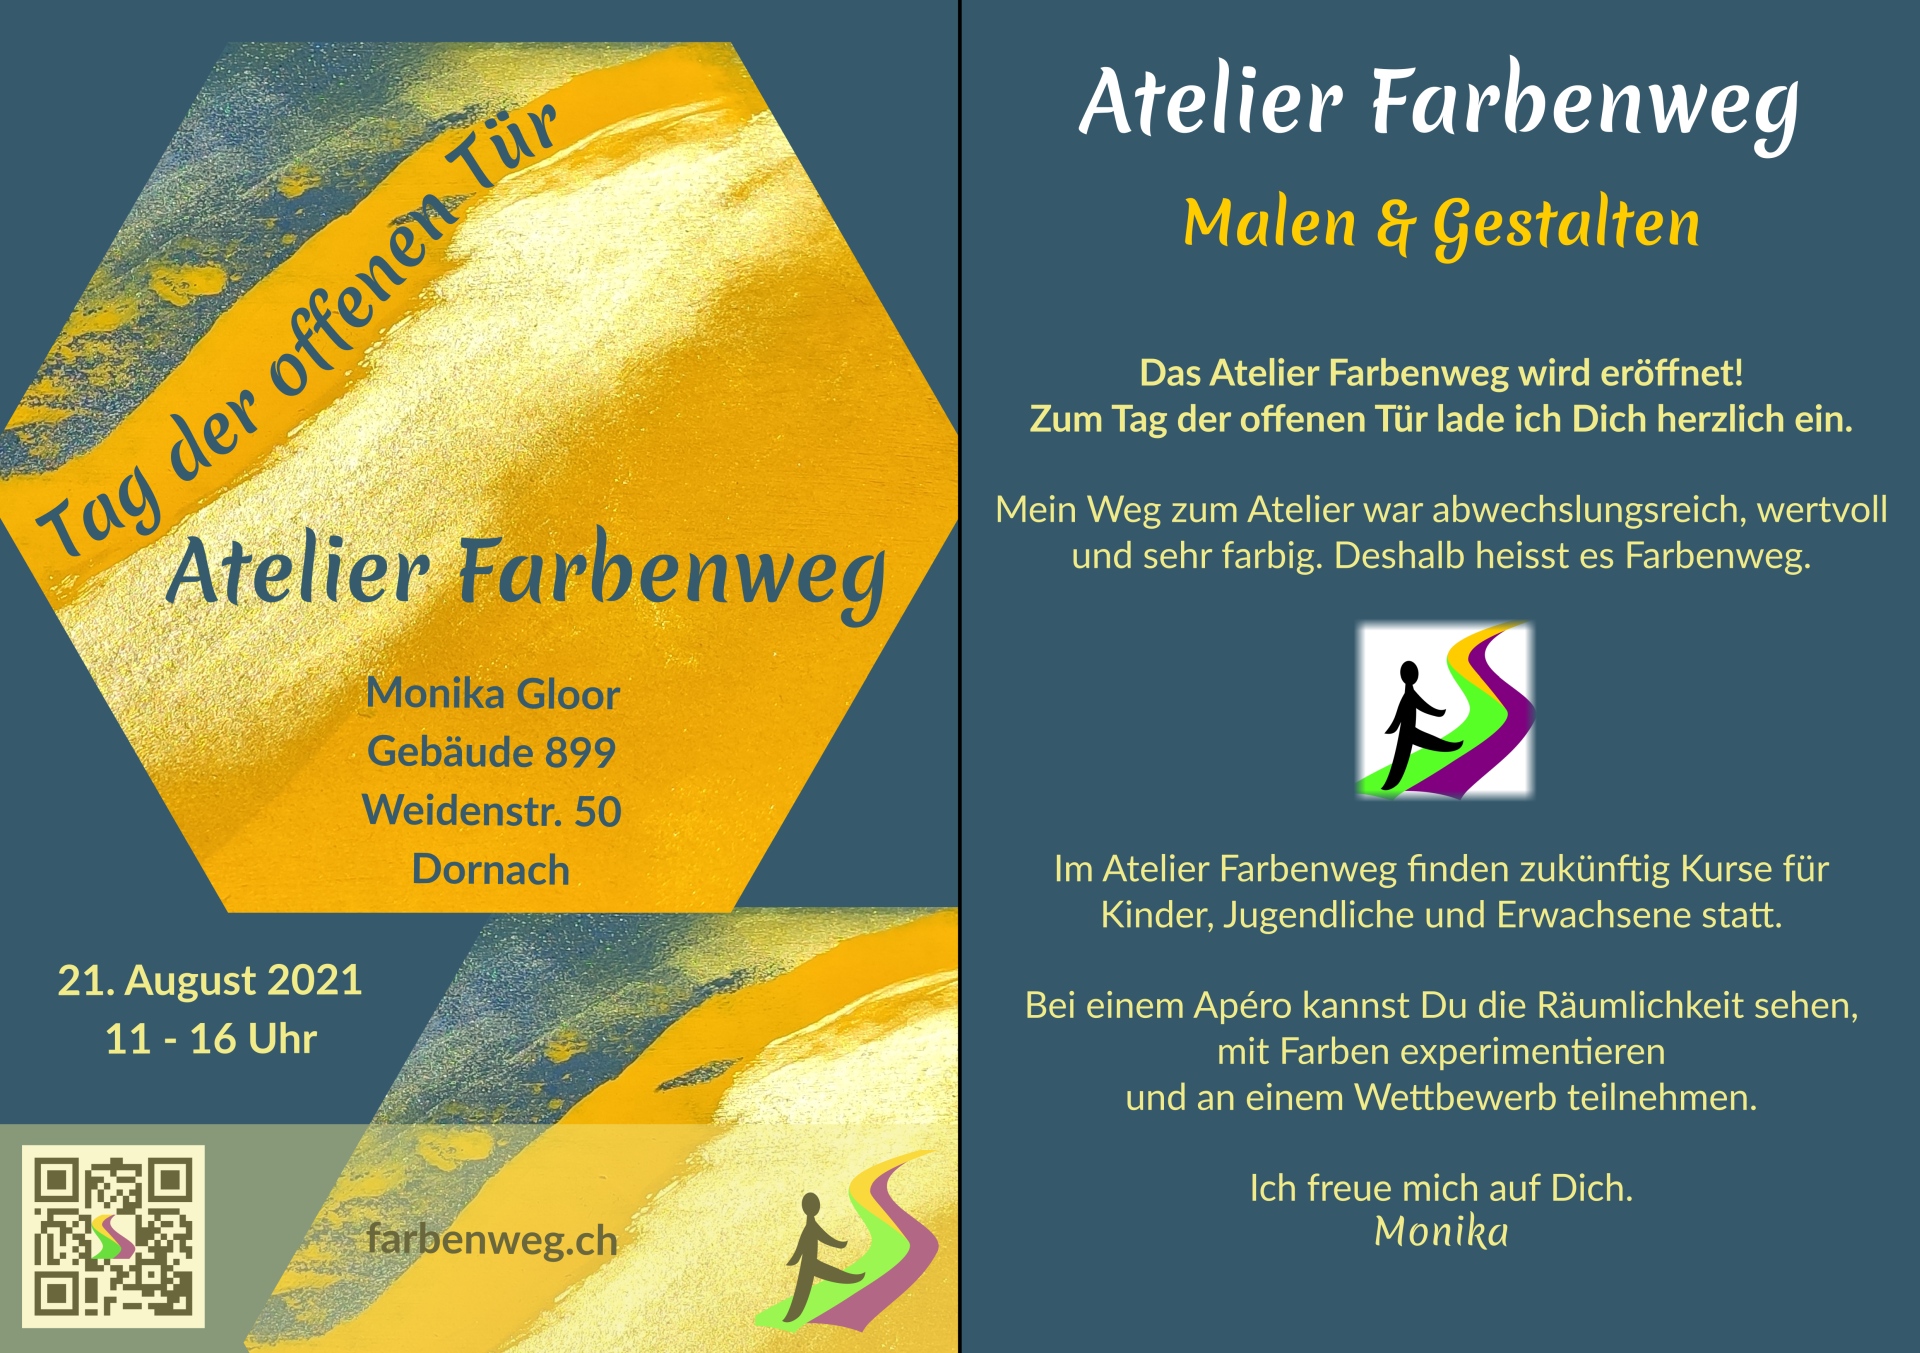 Tag der offenen Tür
Atelier Farbenweg
Monika Gloor
Gebäude 899
Weidenstr. 50
Dornach
21. August 2021
11 - 16 Uhr
farbenweg.ch
Atelier Farbenweg
Malen & Gestalten
Das Atelier Farbenweg wird eröffnet!
Zum Tag der offenen Tür lade ich Dich herzlich ein.
Mein Weg zum Atelier war abwechslungsreich, wertvoll
und sehr farbig. Deshalb heisst es Farbenweg.
Im Atelier Farbenweg finden zukünftig Kurse für
Kinder, Jugendliche und Erwachsene statt.
Bei einem Apéro kannst Du die Räumlichkeit sehen,
mit Farben experimentieren
und an einem Wettbewerb teilnehmen.
Ich freue mich auf Dich.
Monika